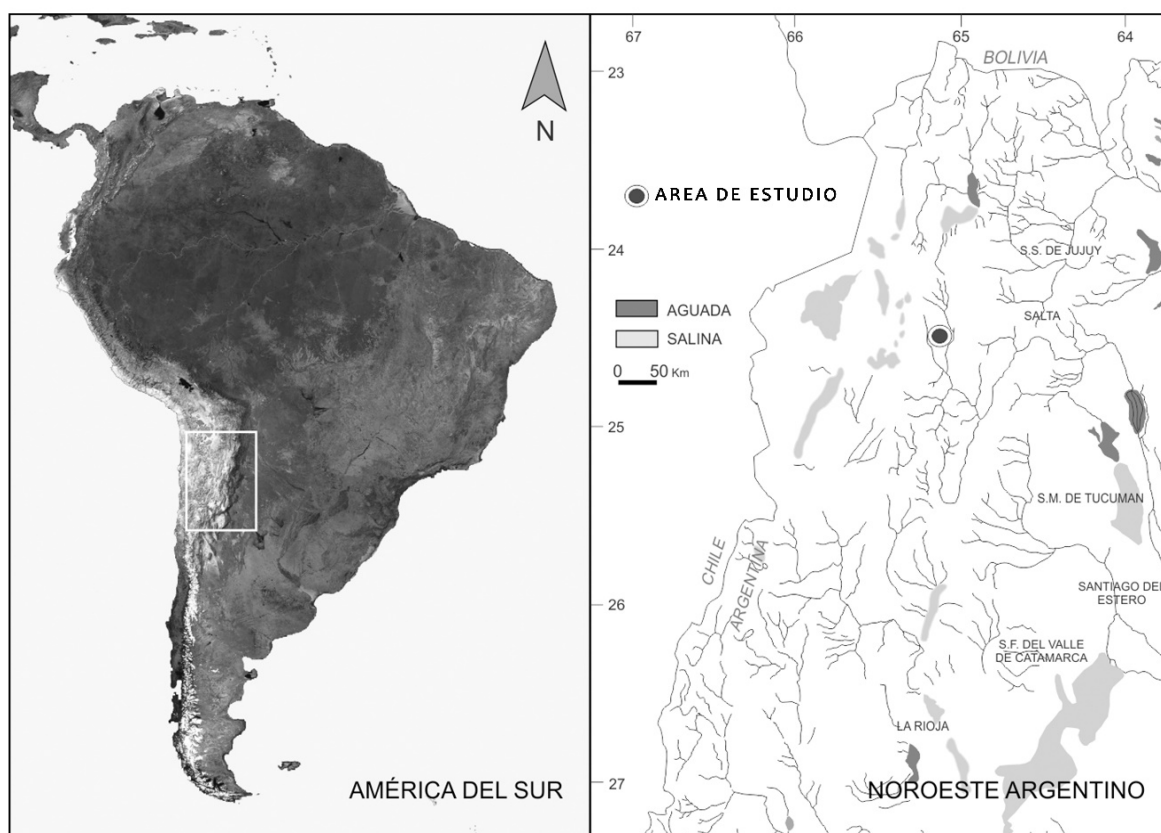 N
AMÉRICA DEL SUR
67
66
65
64
23
24
25
26
27
BOLIVIA
AREA DE ESTUDIO
S.S. DE JUJUY
AGUADA
SALINA
0 50 Km
SALTA
S.M. DE TUCUMAN
CHILE
ARGENTINA
SANTIAGO DEL
ESTERO
S.F. DEL VALLE
DE CATAMARCA
LA RIOJA
NOROESTE ARGENTINO